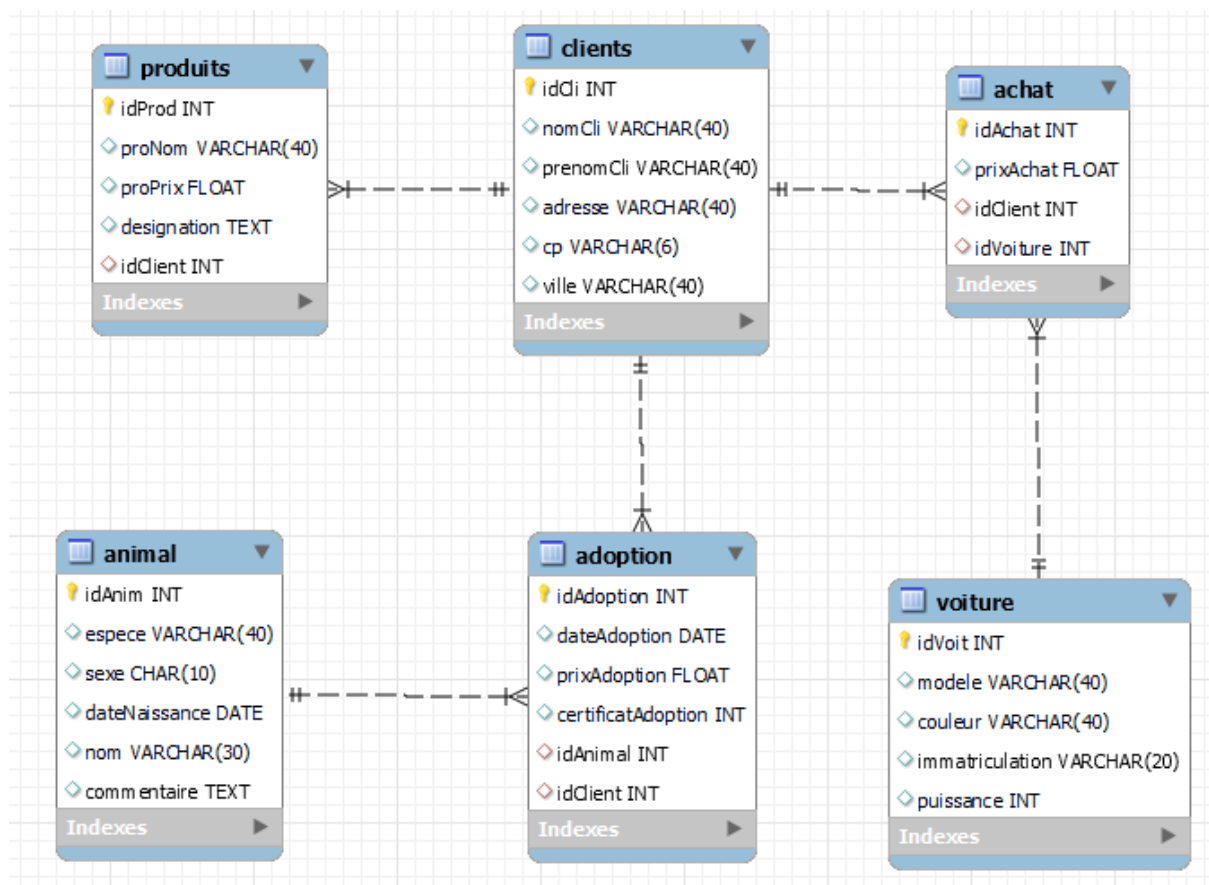 produits
idProd INT
proNom VARCHAR(40)
proPrix FLOAT
designation TEXT
idClient INT
Indexes
clients
idCli INT
nomCli VARCHAR(40)
prenomCli VARCHAR(40)
adresse VARCHAR(40)
cp VARCHAR(6)
ville VARCHAR(40)
Indexes
achat
idAchat INT
prixAchat FLOAT
idClient INT
idVoiture INT
Indexes
animal
idAnim INT
espece VARCHAR(40)
sexe CHAR(10)
dateNaissance DATE
nom VARCHAR(30)
commentaire TEXT
Indexes
adoption
idAdoption INT
dateAdoption DATE
prixAdoption FLOAT
certificatAdoption INT
idAnimal INT
idClient INT
Indexes
voiture
idVoit INT
modele VARCHAR(40)
couleur VARCHAR(40)
immatriculation VARCHAR(20)
puissance INT
Indexes